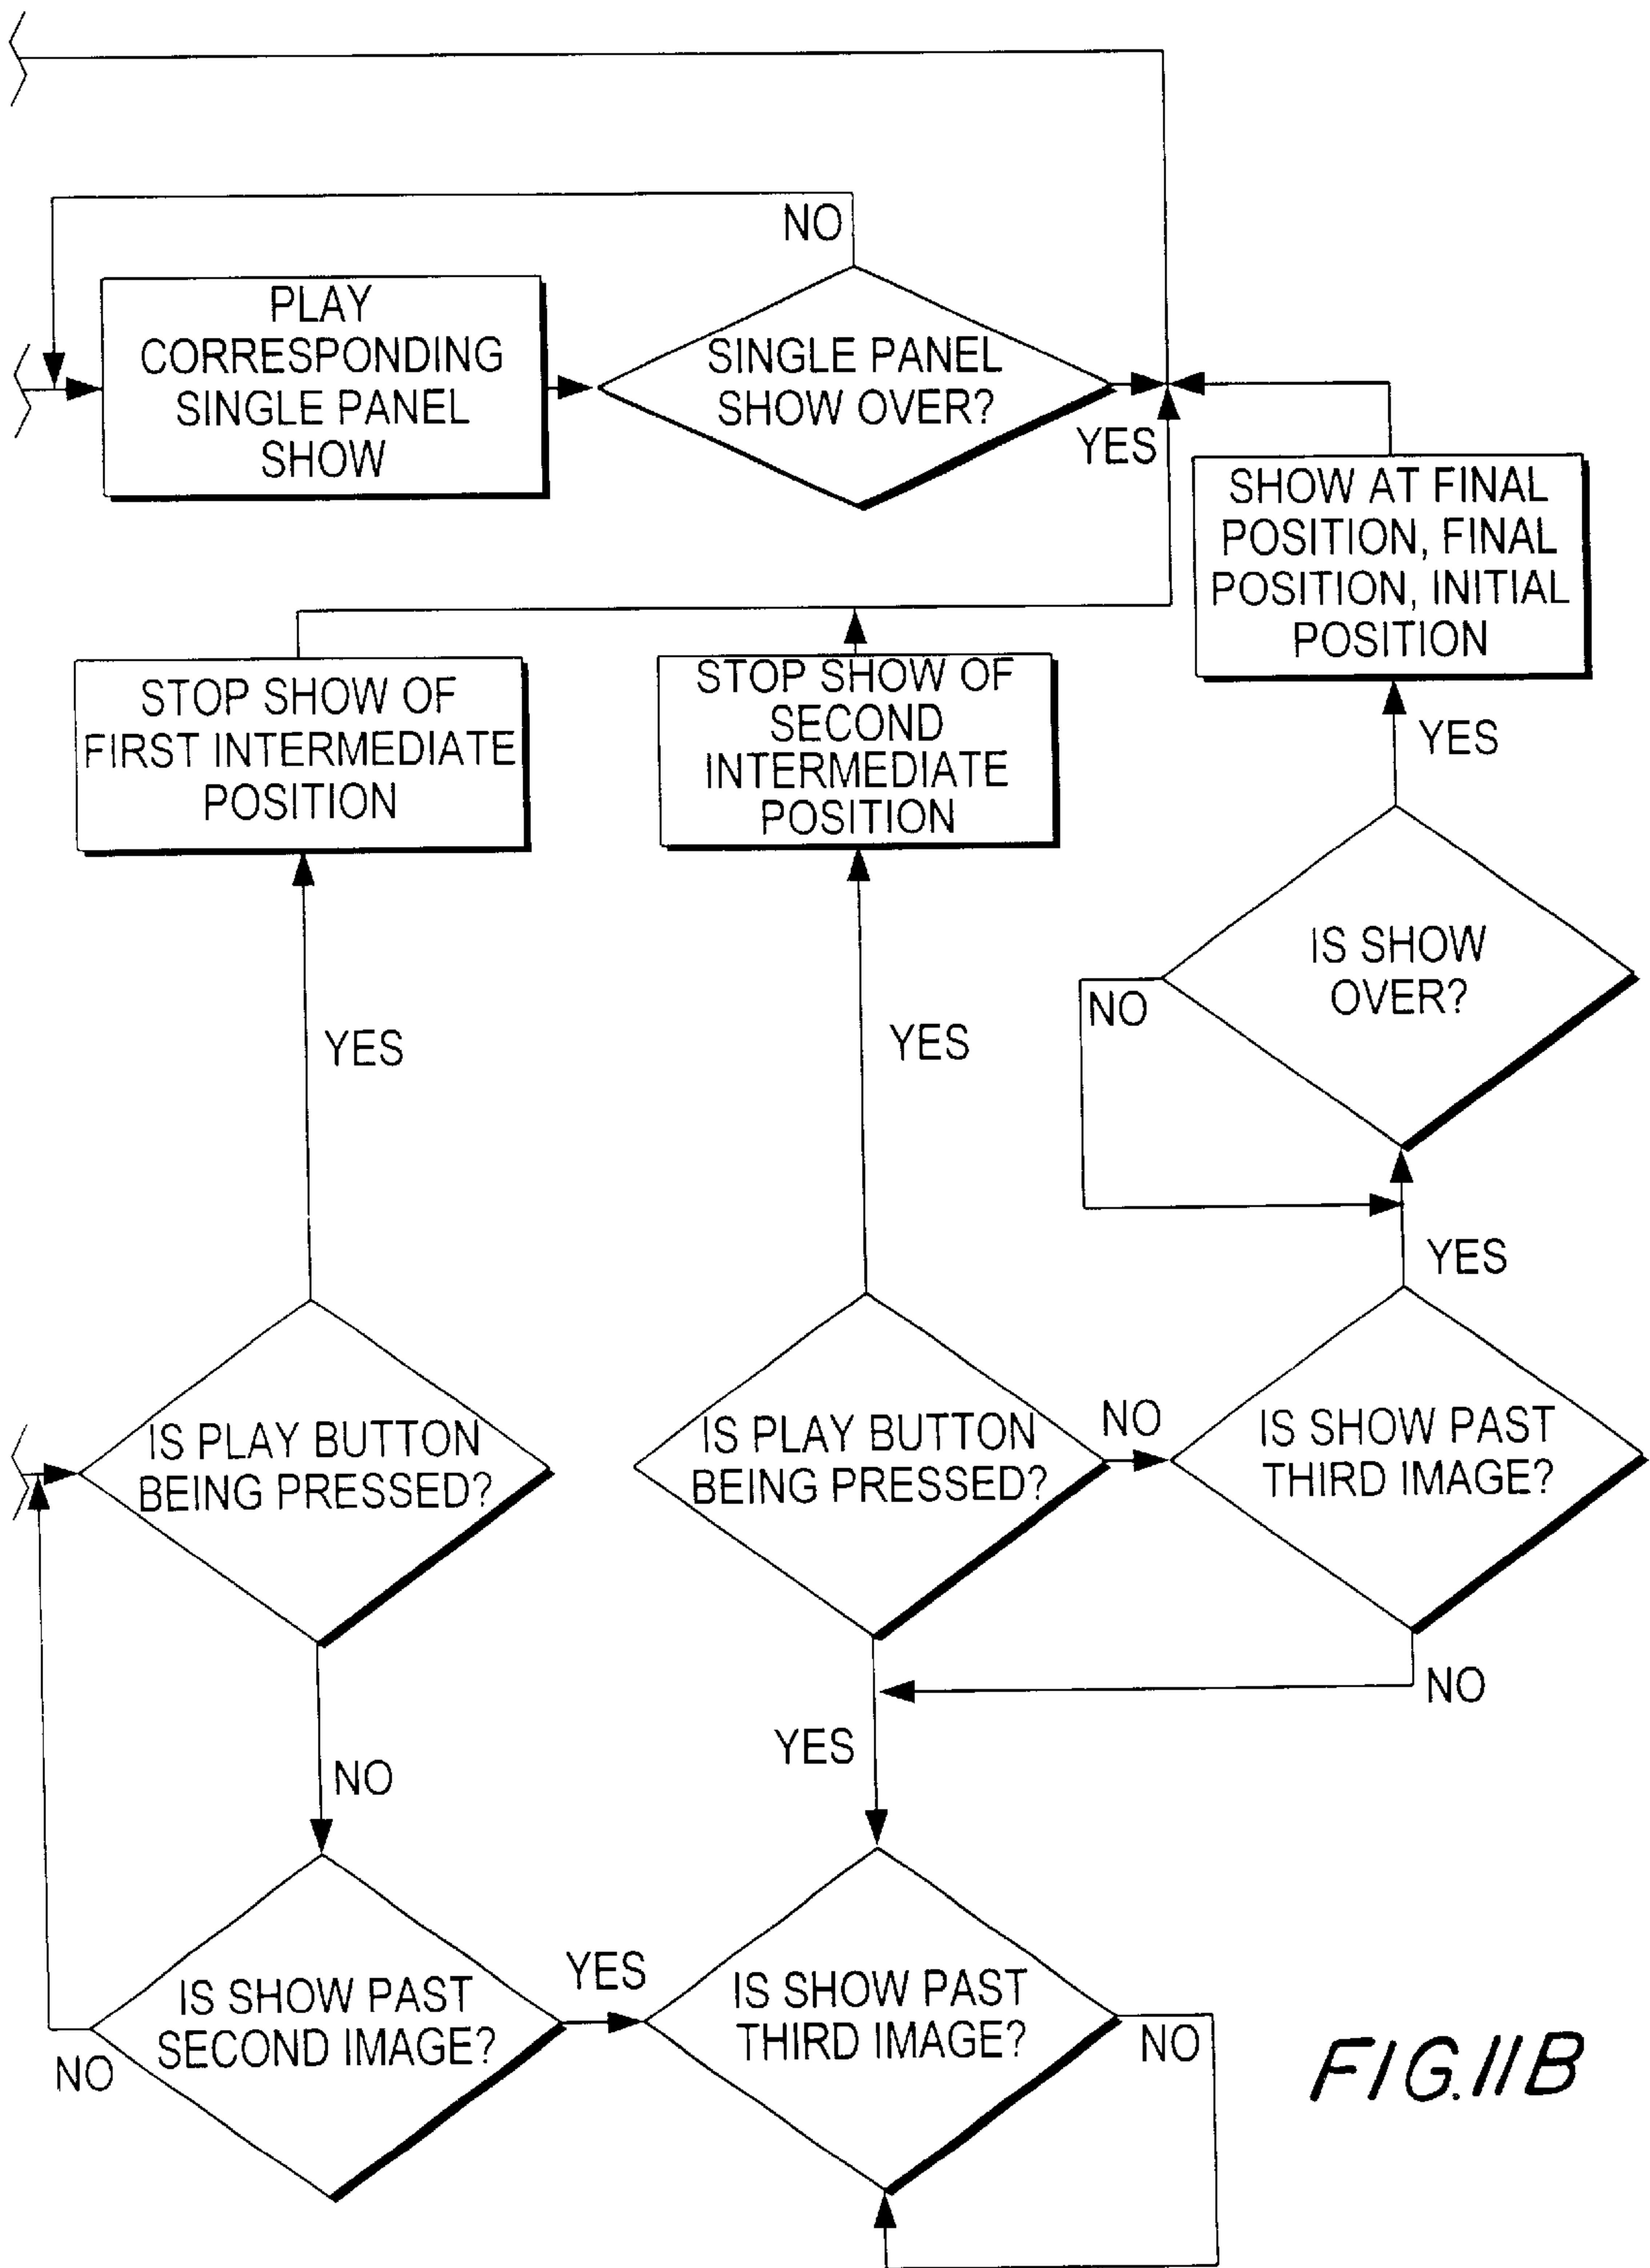 NO
PLAY
CORRESPONDING
SINGLE PANEL
SHOW
SINGLE PANEL
SHOW OVER?
YES
SHOW AT FINAL
POSITION, FINAL
POSITION, INITIAL
POSITION
STOP SHOW OF
FIRST INTERMEDIATE
POSITION
STOP SHOW OF
SECOND
INTERMEDIATE
POSITION
YES
IS SHOW
OVER?
NO
YES
YES
YES
IS PLAY BUTTON
BEING PRESSED?
IS PLAY BUTTON
BEING PRESSED?
NO
IS SHOW PAST
THIRD IMAGE?
NO
YES
NO
IS SHOW PAST
SECOND IMAGE?
NO
YES
IS SHOW PAST
THIRD IMAGE?
NO
FIG.11B